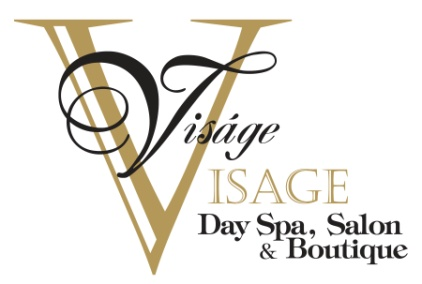 Viságe
VISAGE
Day Spa, Salon
& Boutique